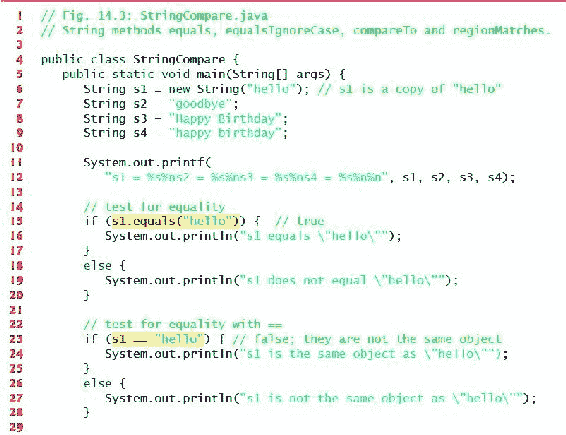 1 // Fig. 14.3: StringCompare.java
2 // String methods equals, equalsIgnoreCase, compareTo and regionMatches.
3
4 public class StringCompare {
5 public static void main(String[] args) {
6 String s1 = new String("hello"); // s1 is a copy of "hello"
7 String s2 = "goodbye";
8 String s3 = "Happy Birthday";
9 String s4 = "happy birthday";
10
11 System.out.printf(
12 "s1 = %s%ns2 = %s%ns3 = %s%ns4 = %s%n%n", s1, s2, s3, s4);
13
14 // test for equality
15 if (s1.equals("hello")) { // true
16 System.out.println("s1 equals \"hello\"");
17 }
18 else {
19 System.out.println("s1 does not equal \"hello\"");
20 }
21
22 // test for equality with ==
23 if (s1 == "hello") { // false; they are not the same object
24 System.out.println("s1 is the same object as \"hello\"");
25 }
26 else {
27 System.out.println("s1 is not the same object as \"hello\"");
28 }
29